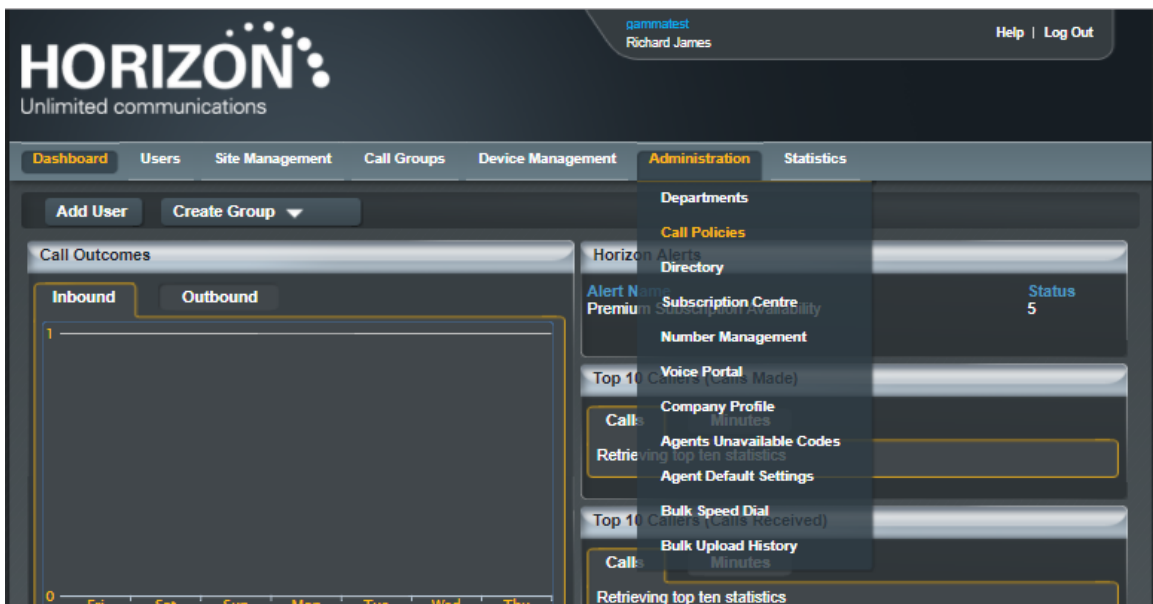 gammatest
Richard James
Help | Log Out
HORIZON
Unlimited communications
Dashboard Users Site Management Call Groups Device Management Administration Statistics
Add User Create Group
Departments
Call Policies
Directory
Subscription Centre
Number Management
Voice Portal
Company Profile
Agents Unavailable Codes
Agent Default Settings
Bulk Speed Dial
Bulk Upload History
Call Outcomes
Inbound Outbound
1
0
Fri Sat Sun Mon Tue Wed Thu
Horizon Alerts
Alert Name Status
Premium Subscription Availability 5
Top 10 Callers (Calls Made)
Calls Minutes
Retrieving top ten statistics
Top 10 Callers (Calls Received)
Calls Minutes
Retrieving top ten statistics